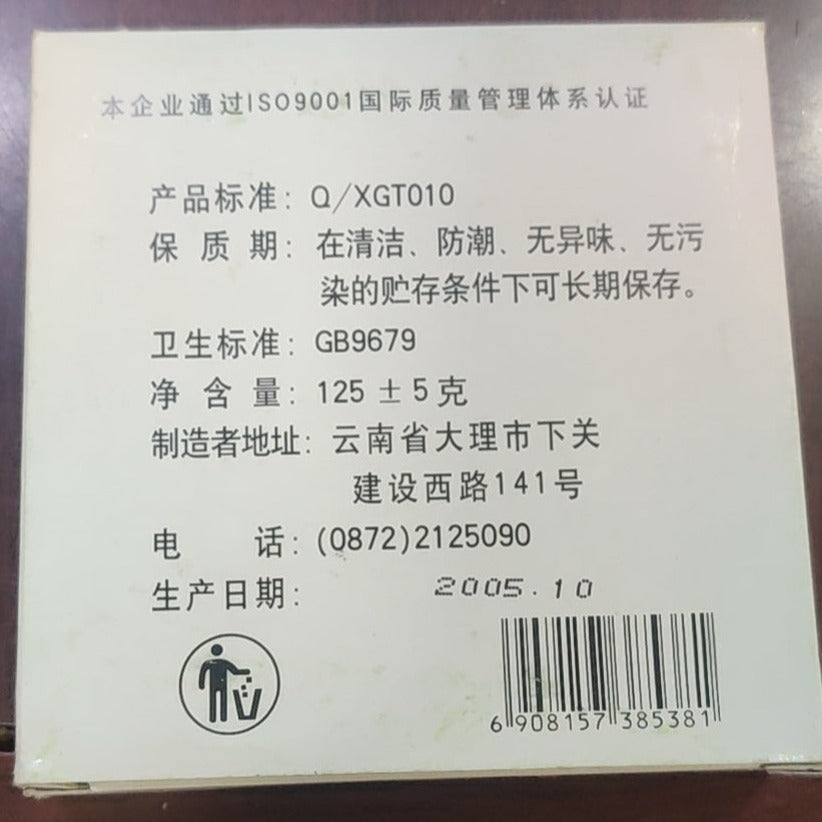 本企业通过ISO9001国际质量管理体系认证
产品标准：Q/XGT010
保质期：在清洁、防潮、无异味、无污
染的贮存条件下可长期保存。
卫生标准：GB9679
净含量：125±5克
制造者地址：云南省大理市下关
建设西路141号
电话：(0872)2125090
生产日期：2005.10
6 908157 385381